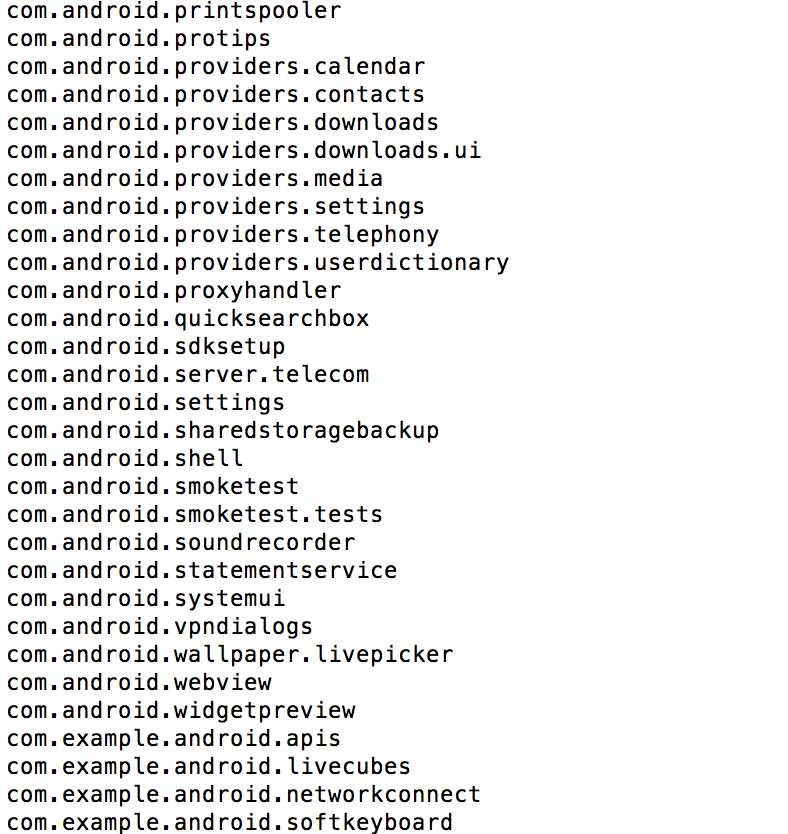 com.android.printspooler
com.android.protips
com.android.providers.calendar
com.android.providers.contacts
com.android.providers.downloads
com.android.providers.downloads.ui
com.android.providers.media
com.android.providers.settings
com.android.providers.telephony
com.android.providers.userdictionary
com.android.proxyhandler
com.android.quicksearchbox
com.android.sdksetup
com.android.server.telecom
com.android.settings
com.android.sharedstoragebackup
com.android.shell
com.android.smoketest
com.android.smoketest.tests
com.android.soundrecorder
com.android.statementservice
com.android.systemui
com.android.vpndialogs
com.android.wallpaper.livepicker
com.android.webview
com.android.widgetpreview
com.example.android.apis
com.example.android.livecubes
com.example.android.networkconnect
com.example.android.softkeyboard